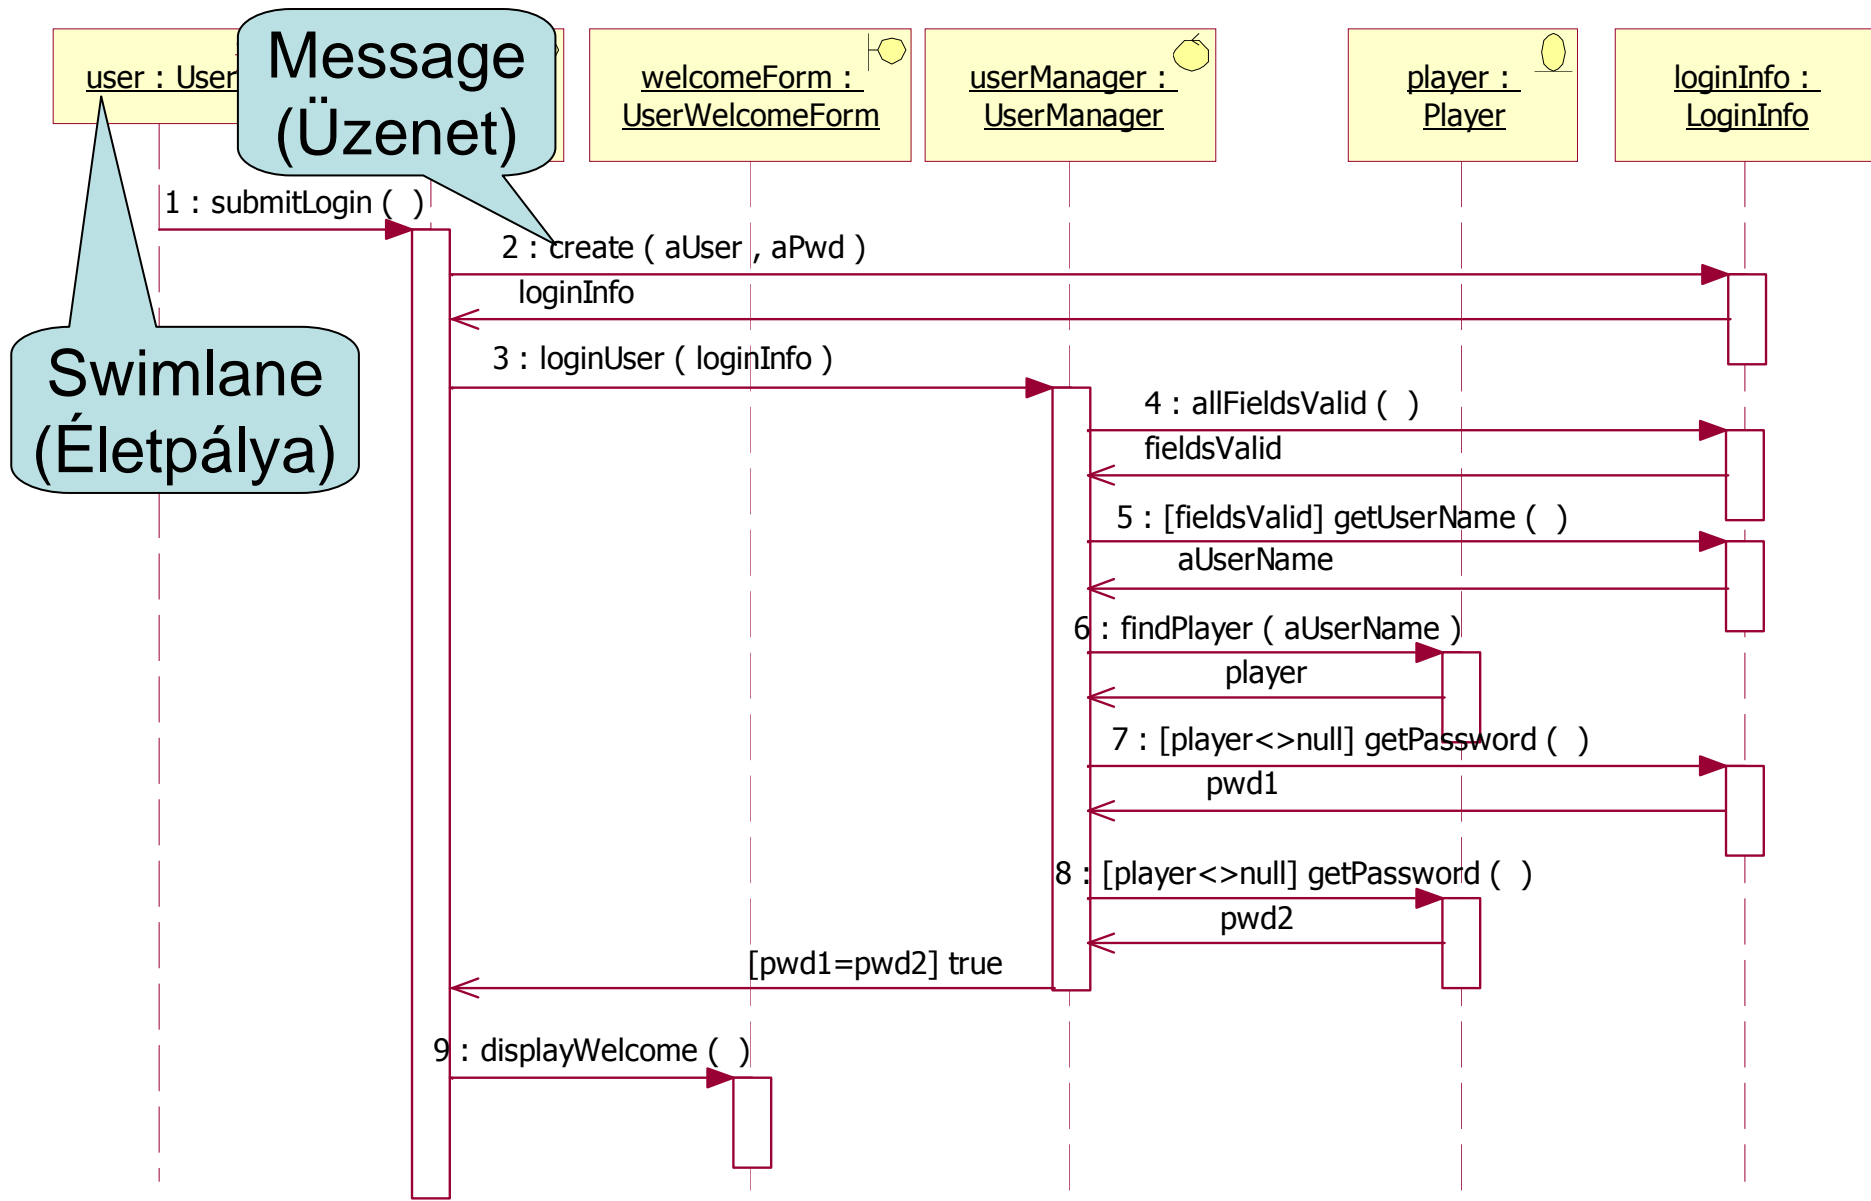 user : User
Message
(Üzenet)
welcomeForm :
UserWelcomeForm
userManager :
UserManager
player :
Player
loginInfo :
LoginInfo
1 : submitLogin (  )
2 : create ( aUser , aPwd )
loginInfo
Swimlane
(Életpálya)
3 : loginUser ( loginInfo )
4 : allFieldsValid (  )
fieldsValid
5 : [fieldsValid] getUserName (  )
aUserName
6 : findPlayer ( aUserName )
player
7 : [player<>null] getPassword (  )
pwd1
8 : [player<>null] getPassword (  )
pwd2
[pwd1=pwd2] true
9 : displayWelcome (  )